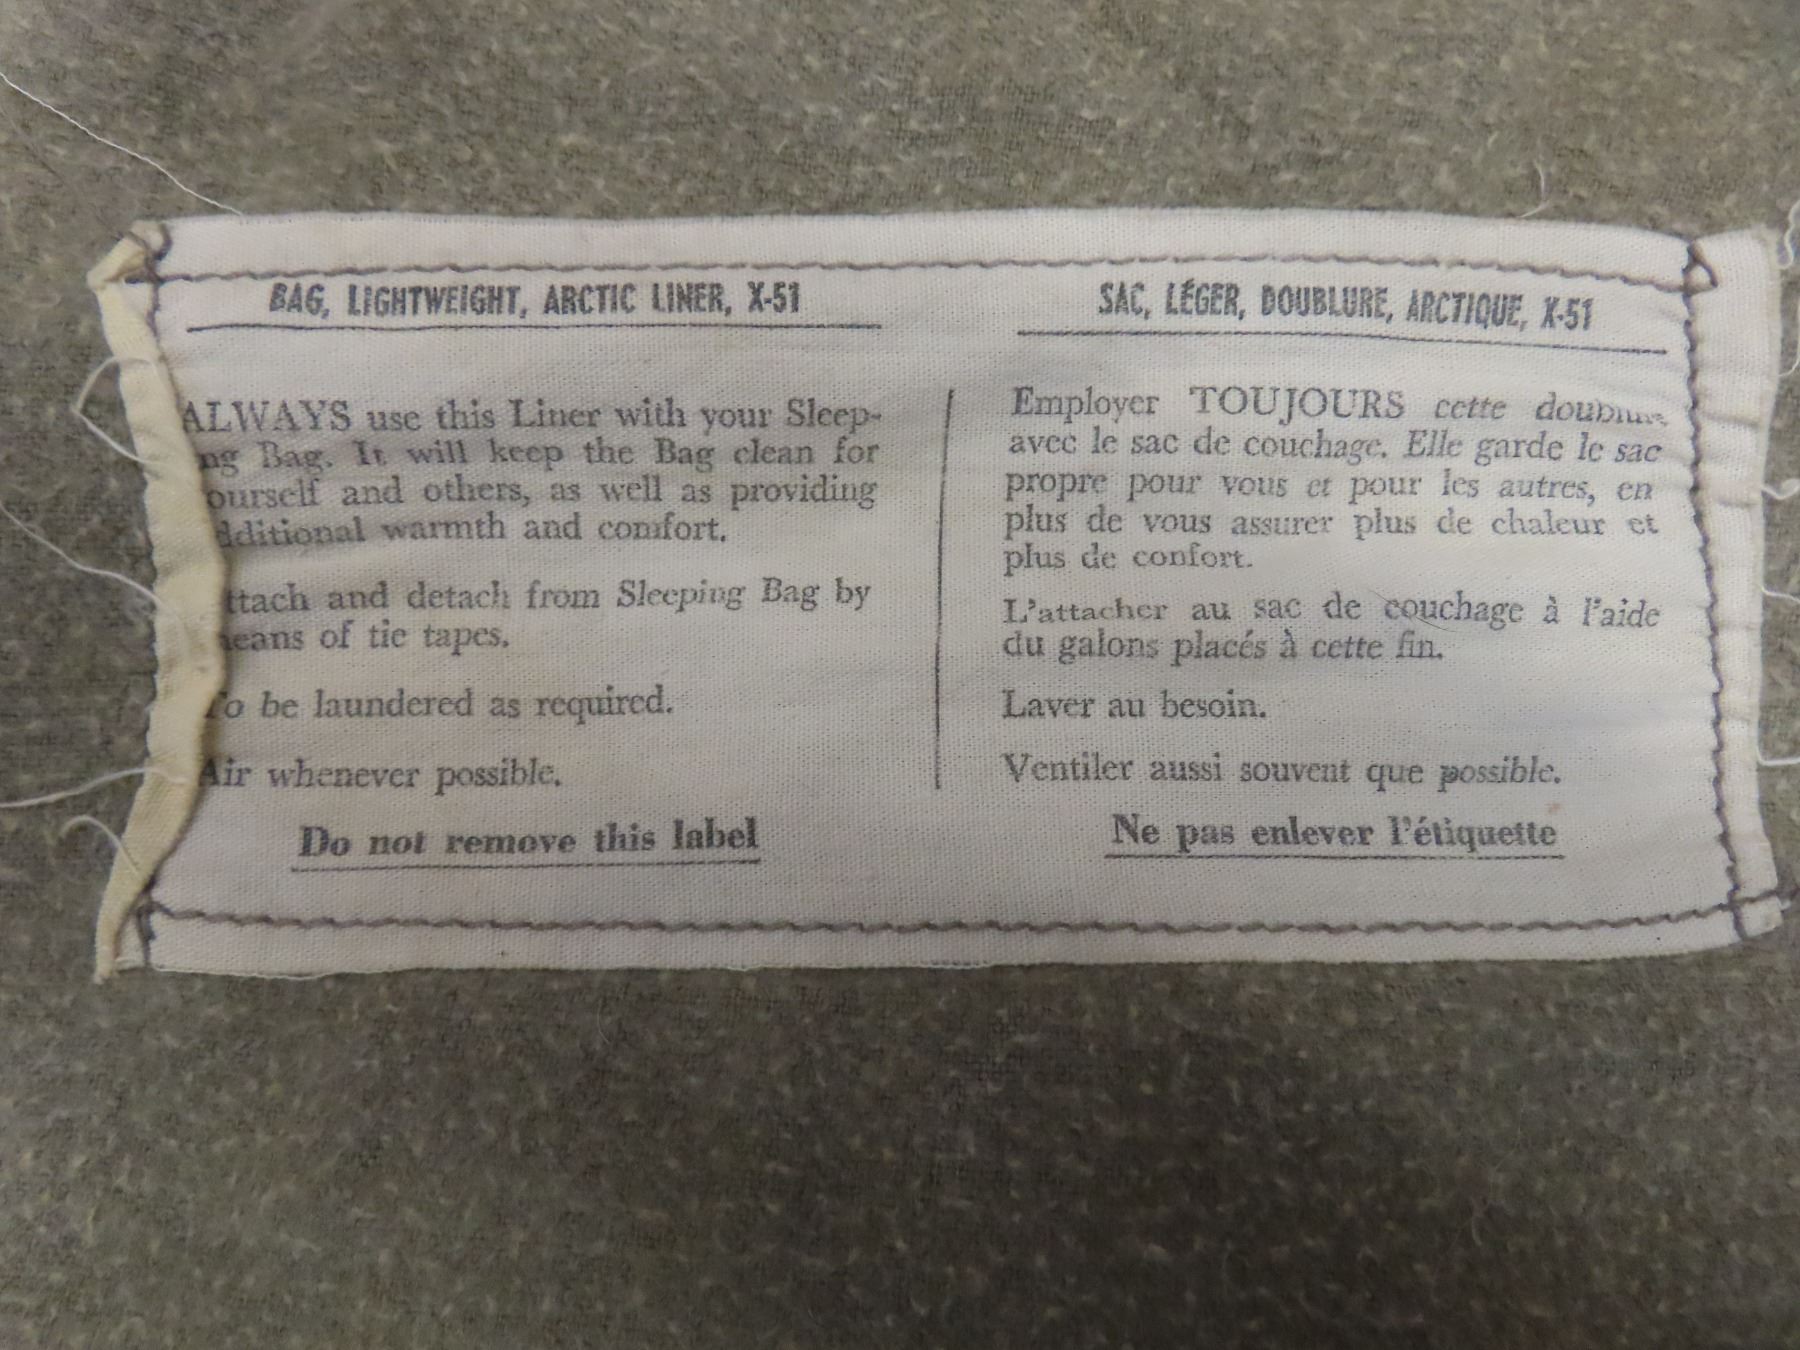 BAG, LIGHTWEIGHT, ARCTIC LINER, X-51
ALWAYS use this Liner with your Sleep-
ng Bag. It will keep the Bag clean for
ourself and others, as well as providing
dditional warmth and comfort.
ttach and detach from Sleeping Bag by
eans of tie tapes.
To be laundered as required.
Air whenever possible.
Do not remove this label
SAC, LÉGER, DOUBLURE, ARCTIQUE, X-51
Employer TOUJOURS cette doublure
avec le sac de couchage. Elle garde le sac
propre pour vous et pour les autres, en
plus de vous assurer plus de chaleur et
plus de confort.
L'attacher au sac de couchage à l'aide
du galons placés à cette fin.
Laver au besoin.
Ventiler aussi souvent que possible.
Ne pas enlever l'étiquette